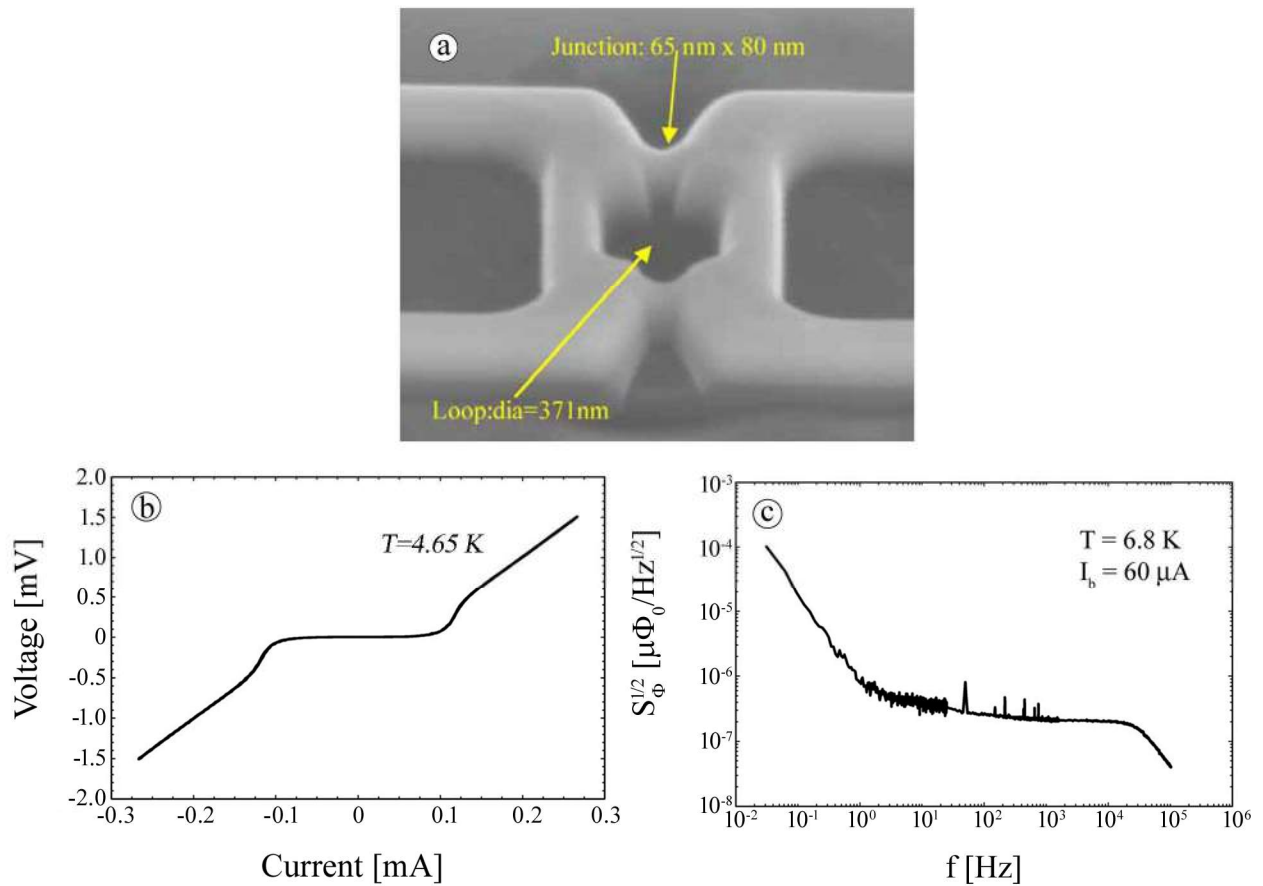 a
Junction: 65 nm x 80 nm
Loop:dia=371nm
b
T=4.65 K
Voltage [mV]
2.0
1.5
1.0
0.5
0
-0.5
-1.0
-1.5
-2.0
-0.3
-0.2
-0.1
0
0.1
0.2
0.3
Current [mA]
c
T = 6.8 K
I_b = 60 μA
S_Φ^1/2 [μΦ_0/Hz^1/2]
10^-3
10^-4
10^-5
10^-6
10^-7
10^-8
10^-2
10^-1
10^0
10^1
10^2
10^3
10^4
10^5
10^6
f [Hz]